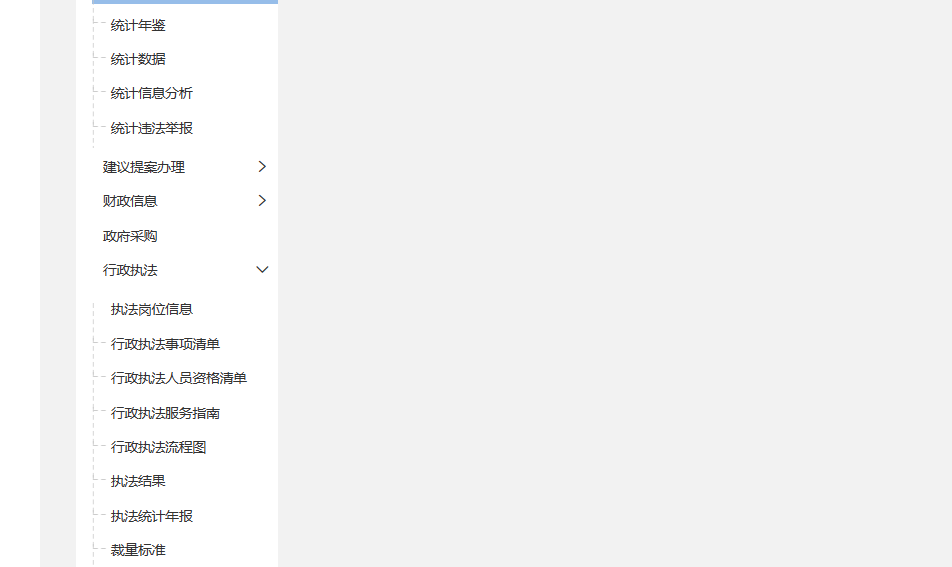 统计年鉴
统计数据
统计信息分析
统计违法举报
建议提案办理
财政信息
政府采购
行政执法
执法岗位信息
行政执法事项清单
行政执法人员资格清单
行政执法服务指南
行政执法流程图
执法结果
执法统计年报
裁量标准